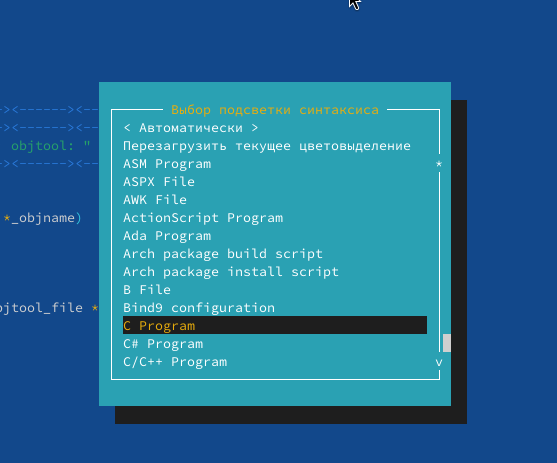 ><------><--
Выбор подсветки синтаксиса
><------><--
objtool: "
><------><--
*_objname)
objtool_file *
< Автоматически >
Перезагрузить текущее цветовыделение
ASM Program
*
ASPX File
AWK File
ActionScript Program
Ada Program
Arch package build script
Arch package install script
B File
Bind9 configuration
C Program
C# Program
C/C++ Program
v